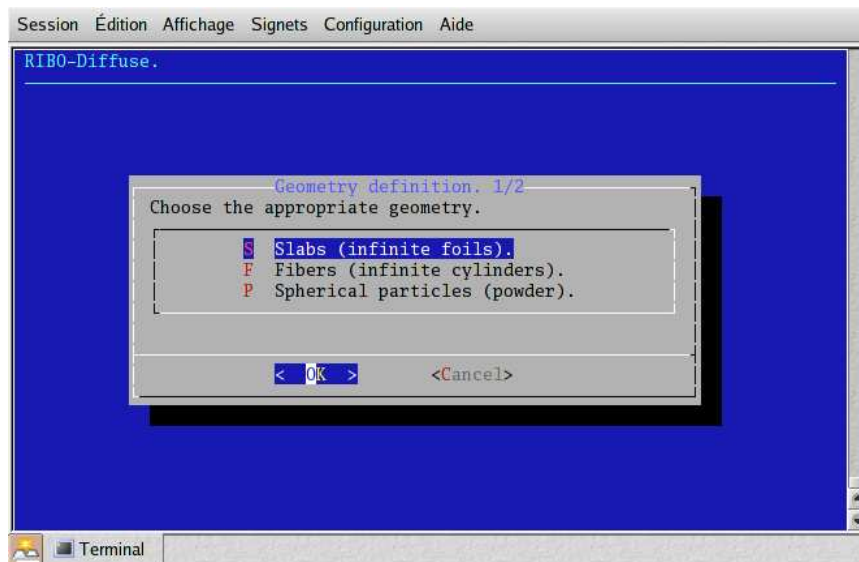 Session Édition Affichage Signets Configuration Aide
RIBO-Diffuse.
Geometry definition. 1/2
Choose the appropriate geometry.
S Slabs (infinite foils).
F Fibers (infinite cylinders).
P Spherical particles (powder).
< OK > <Cancel>
Terminal